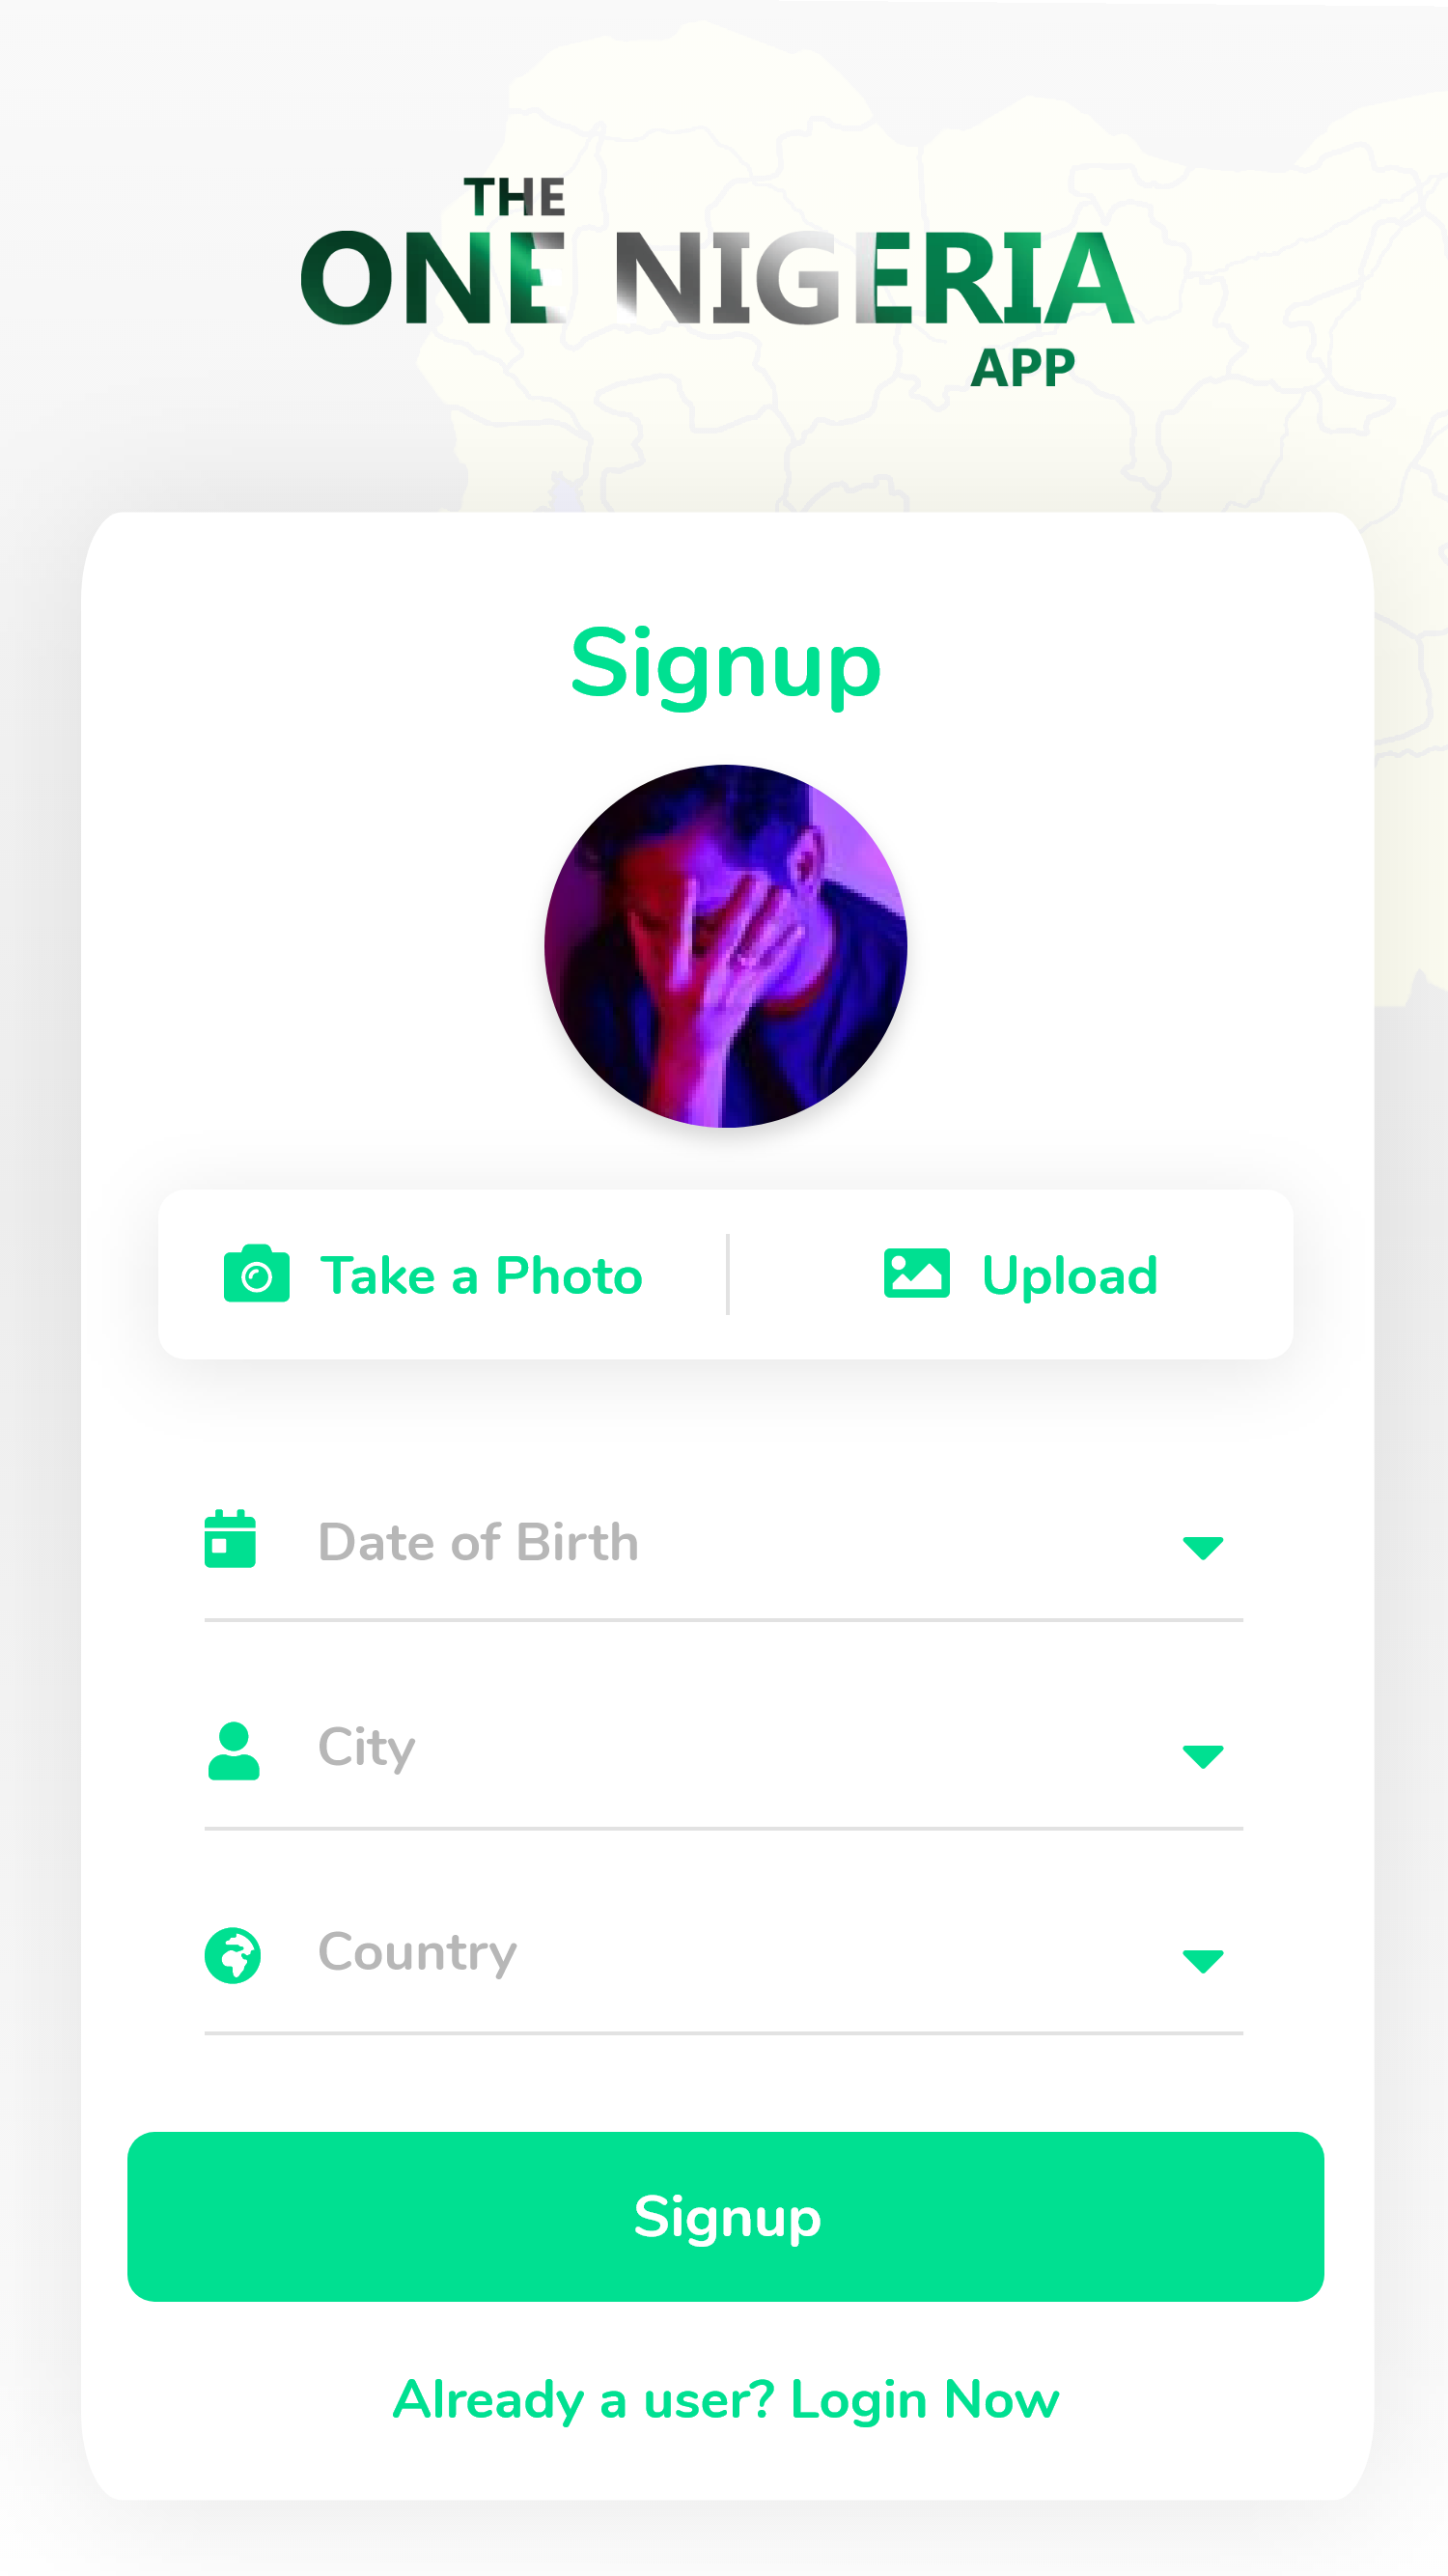 THE
ONE NIGERIA
APP
Signup
Take a Photo
Upload
Date of Birth
City
Country
Signup
Already a user? Login Now